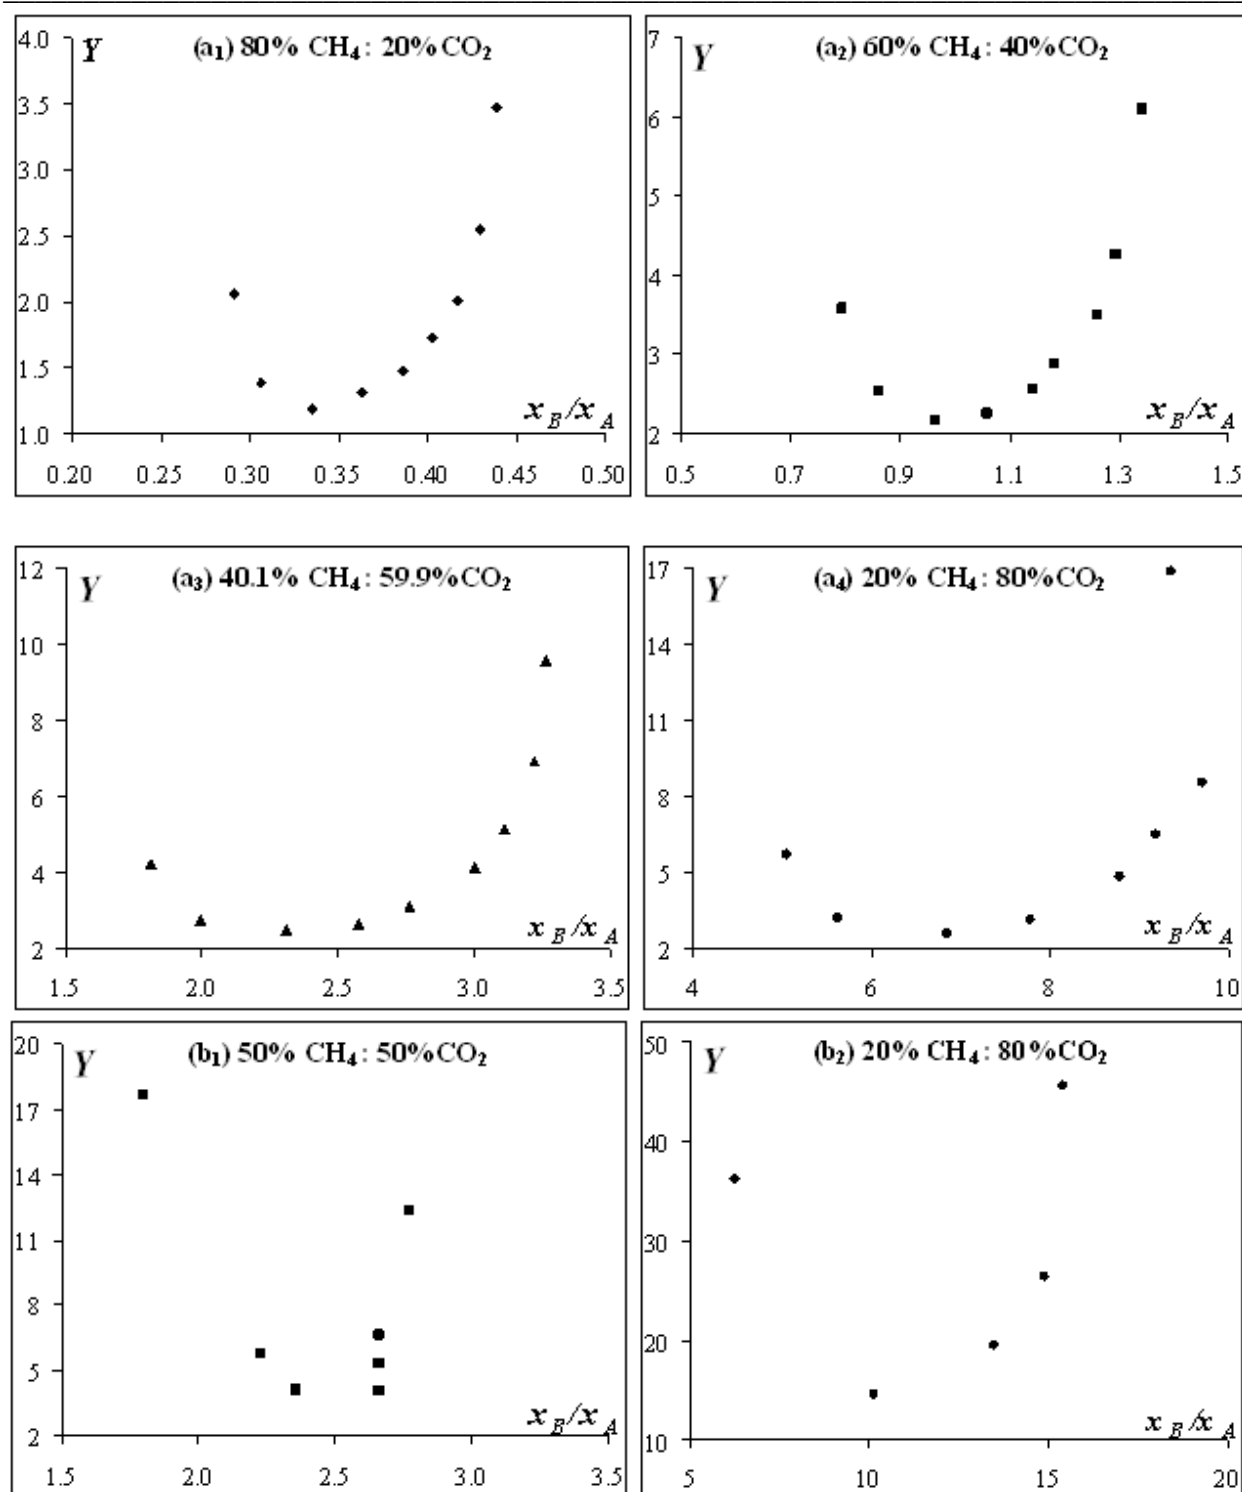 (a₁) 80% CH₄ : 20%CO₂
Y
4.0
3.5
3.0
2.5
2.0
1.5
1.0
x_B/x_A
0.20 0.25 0.30 0.35 0.40 0.45 0.50
(a₂) 60% CH₄ : 40%CO₂
Y
7
6
5
4
3
2
x_B/x_A
0.5 0.7 0.9 1.1 1.3 1.5
(a₃) 40.1% CH₄ : 59.9%CO₂
Y
12
10
8
6
4
2
x_B/x_A
1.5 2.0 2.5 3.0 3.5
(a₄) 20% CH₄ : 80%CO₂
Y
17
14
11
8
5
2
x_B/x_A
4 6 8 10
(b₁) 50% CH₄ : 50%CO₂
Y
20
17
14
11
8
5
2
x_B/x_A
1.5 2.0 2.5 3.0 3.5
(b₂) 20% CH₄ : 80%CO₂
Y
50
40
30
20
10
x_B/x_A
5 10 15 20